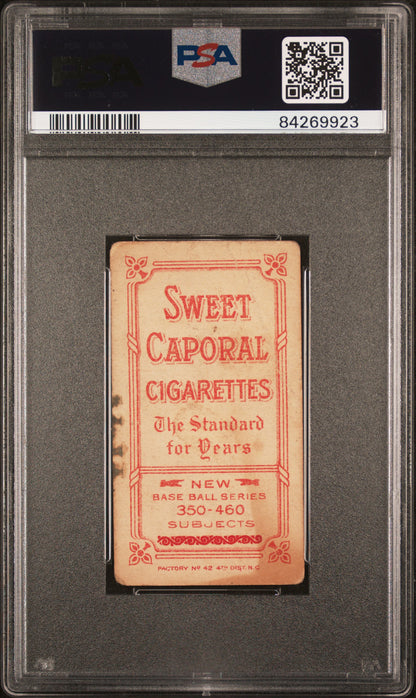 PSA
84269923
SWEET
CAPORAL
CIGARETTES
The Standard
for Years
NEW
BASE BALL SERIES
350-460
SUBJECTS
FACTORY Nº 42 4TH DIST. N.C.